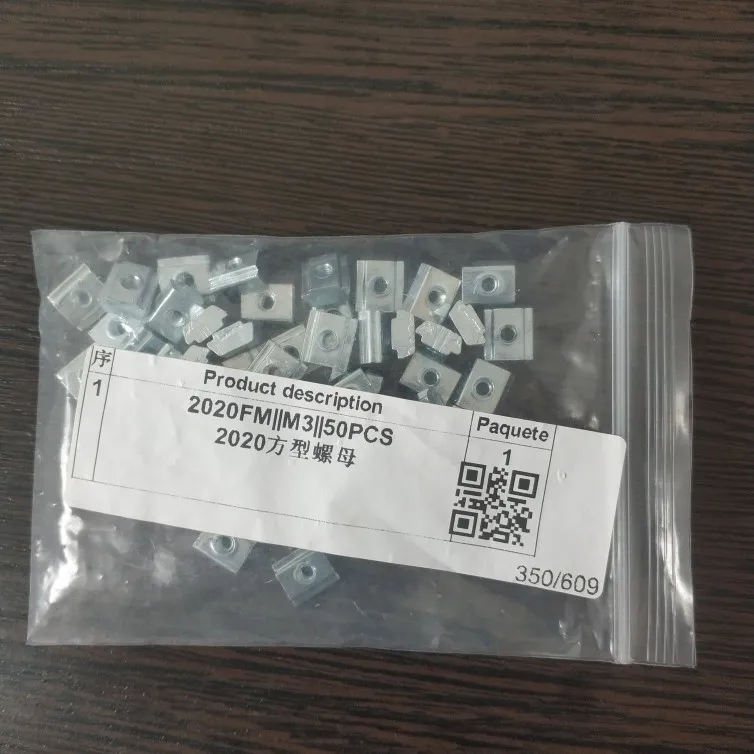 序
Product description
Paquete
1
2020FM||M3||50PCS
2020方型螺母
1
350/609